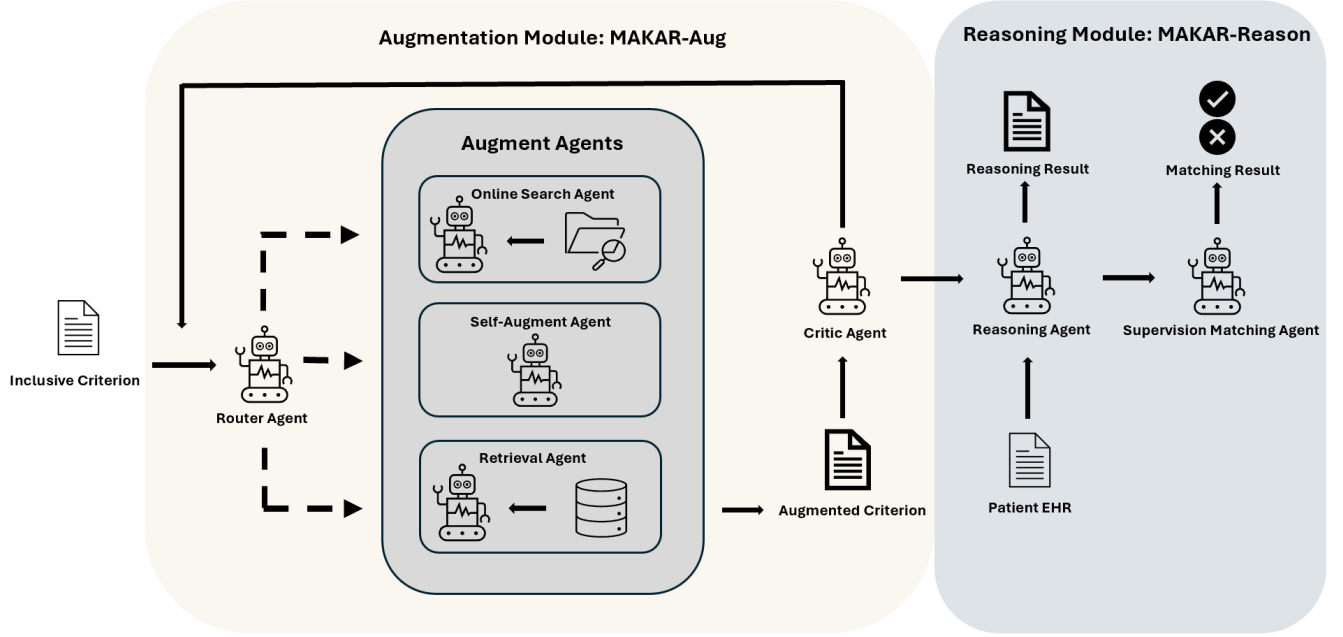 Augmentation Module: MAKAR-Aug
Reasoning Module: MAKAR-Reason
Augment Agents
Online Search Agent
Self-Augment Agent
Retrieval Agent
Inclusive Criterion
Router Agent
Critic Agent
Augmented Criterion
Reasoning Result
Matching Result
Reasoning Agent
Supervision Matching Agent
Patient EHR